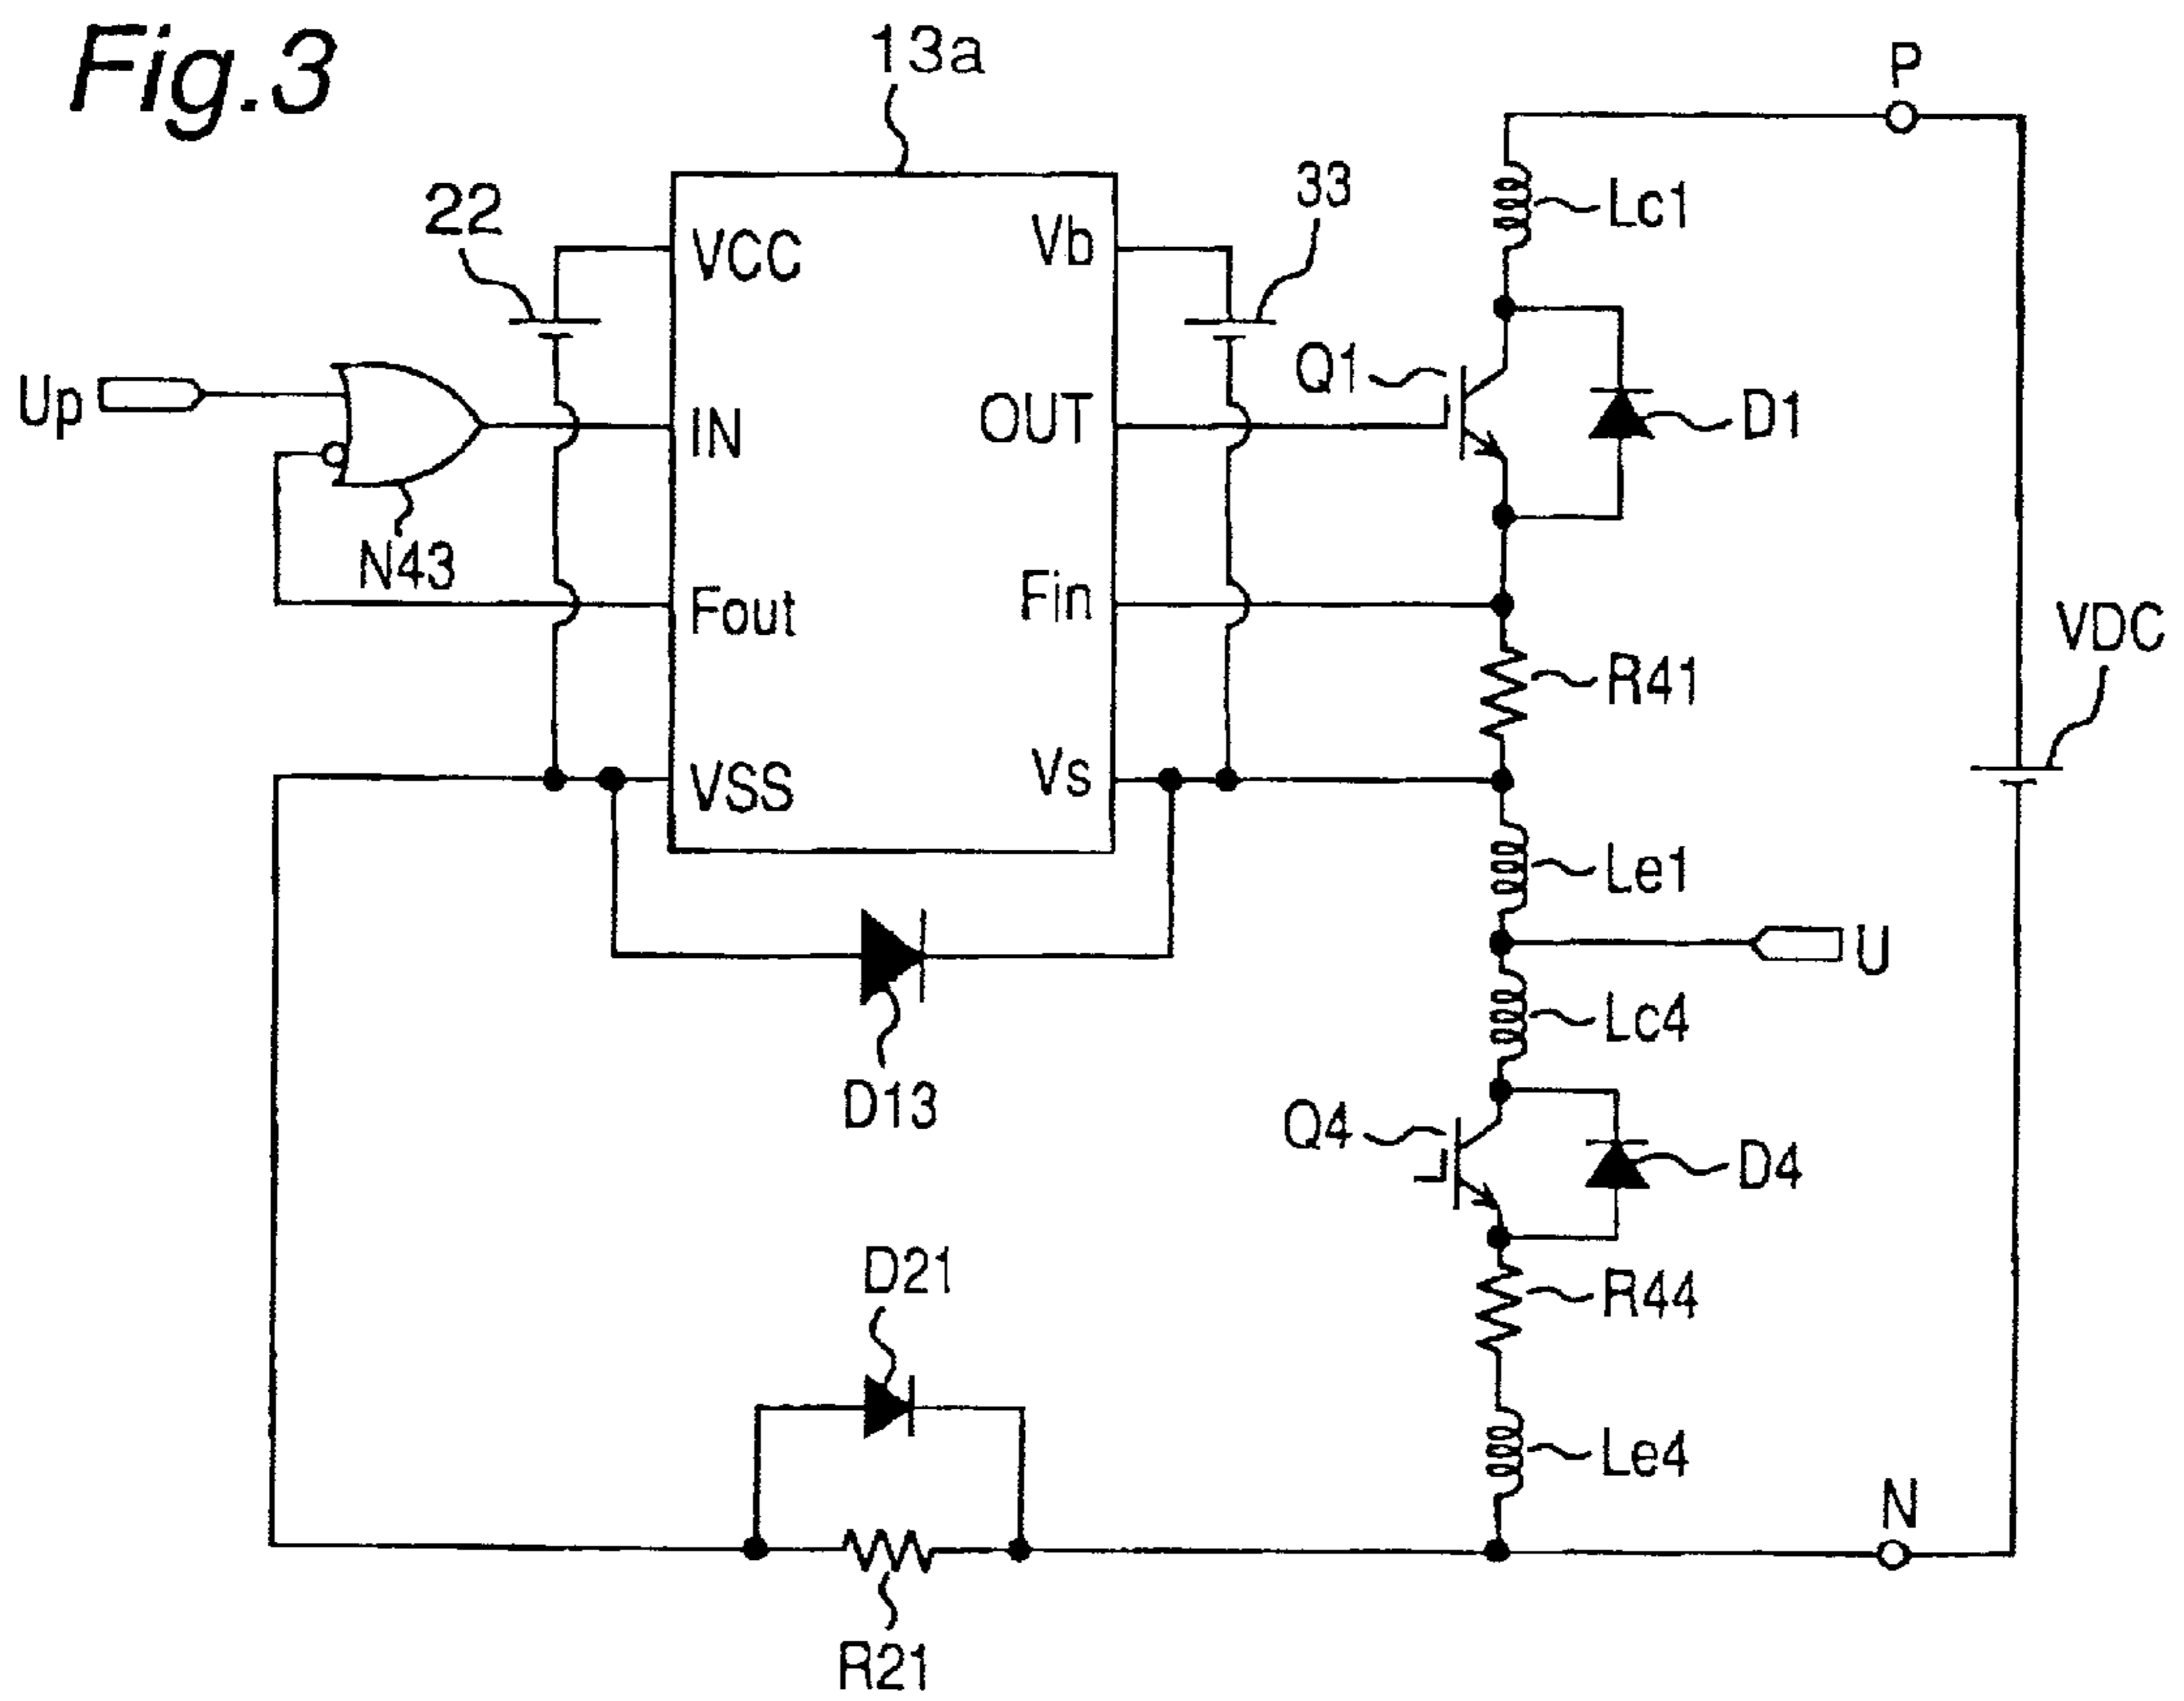 Fig.3
13a
P
22
33
Lc1
VCC
Vb
Up
Q1
D1
IN
OUT
N43
Fout
Fin
VDC
R41
VSS
Vs
Le1
U
Lc4
D13
Q4
D4
D21
R44
Le4
N
R21